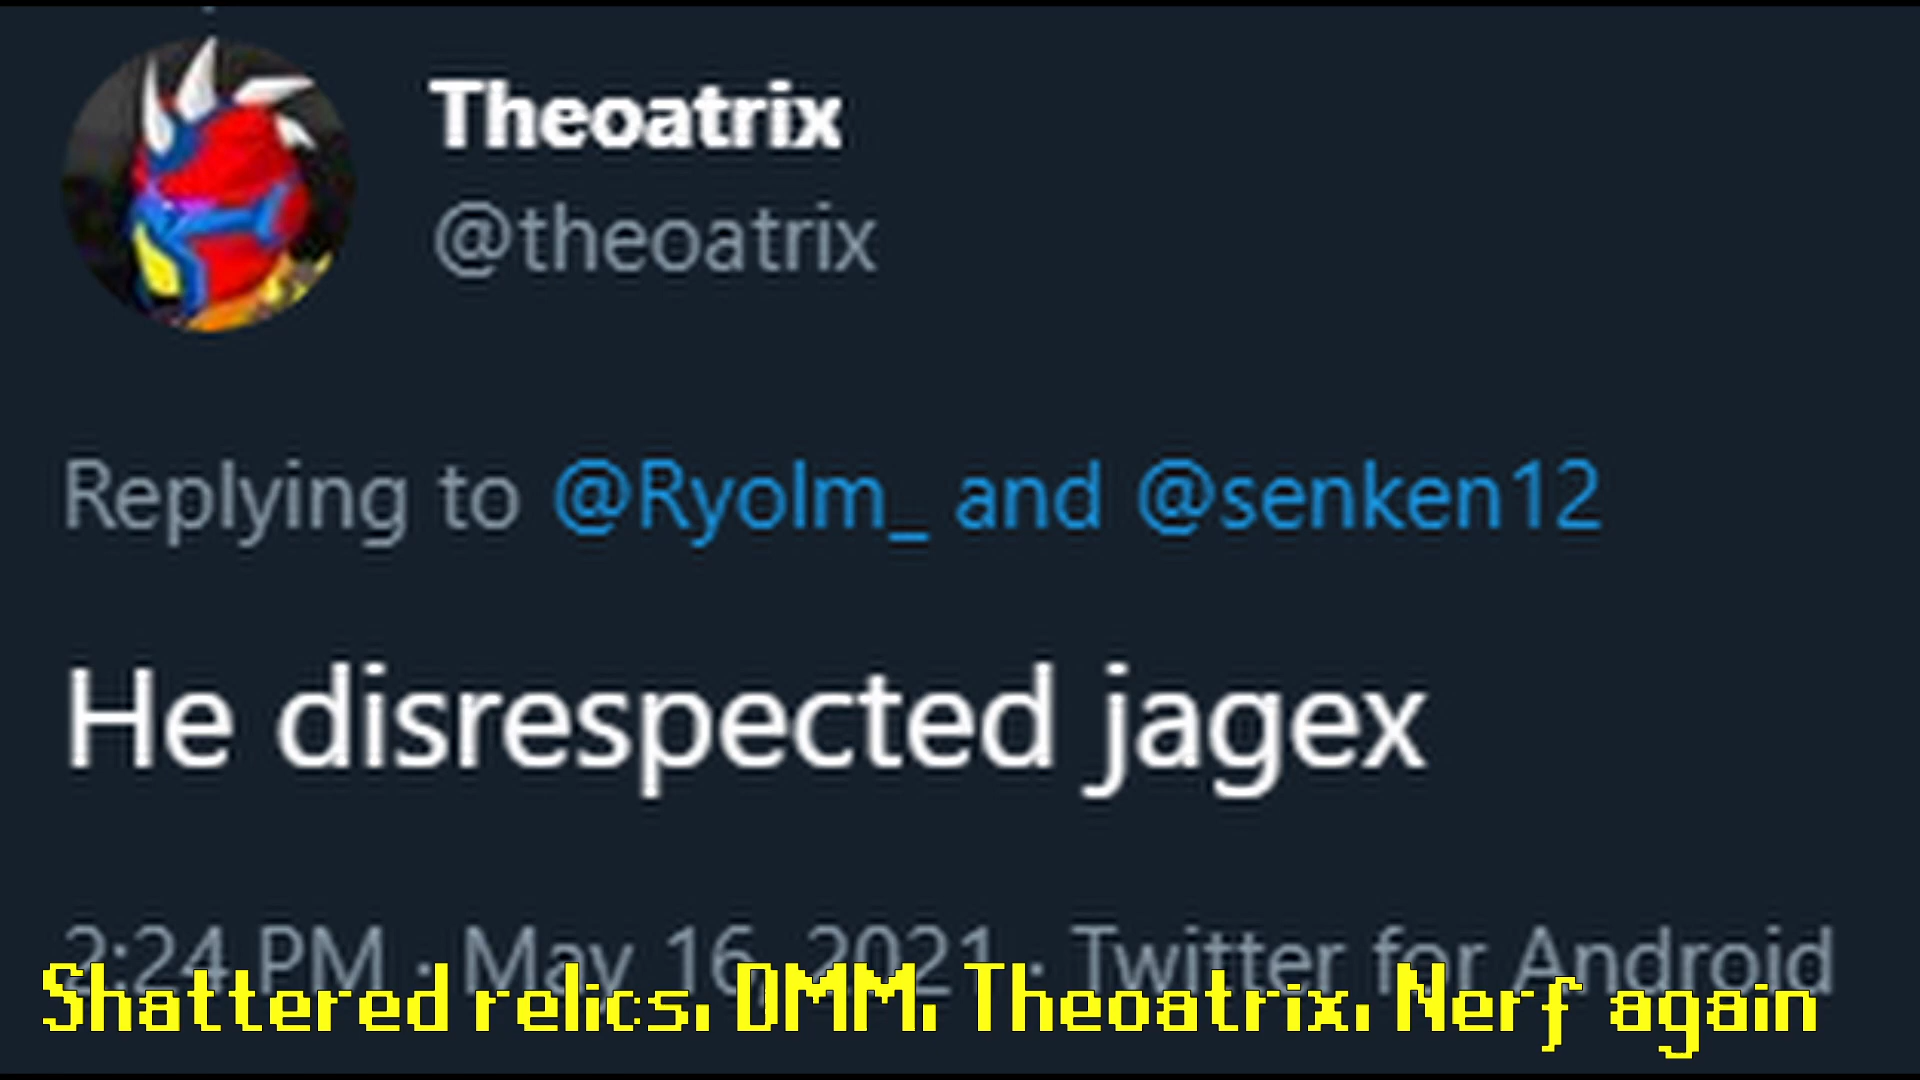 Theoatrix
@theoatrix
Replying to @Ryolm_ and @senken12
He disrespected jagex
2:24 PM · May 16, 2021 · Twitter for Android
Shattered relics, DMM, Theoatrix, Nerf again